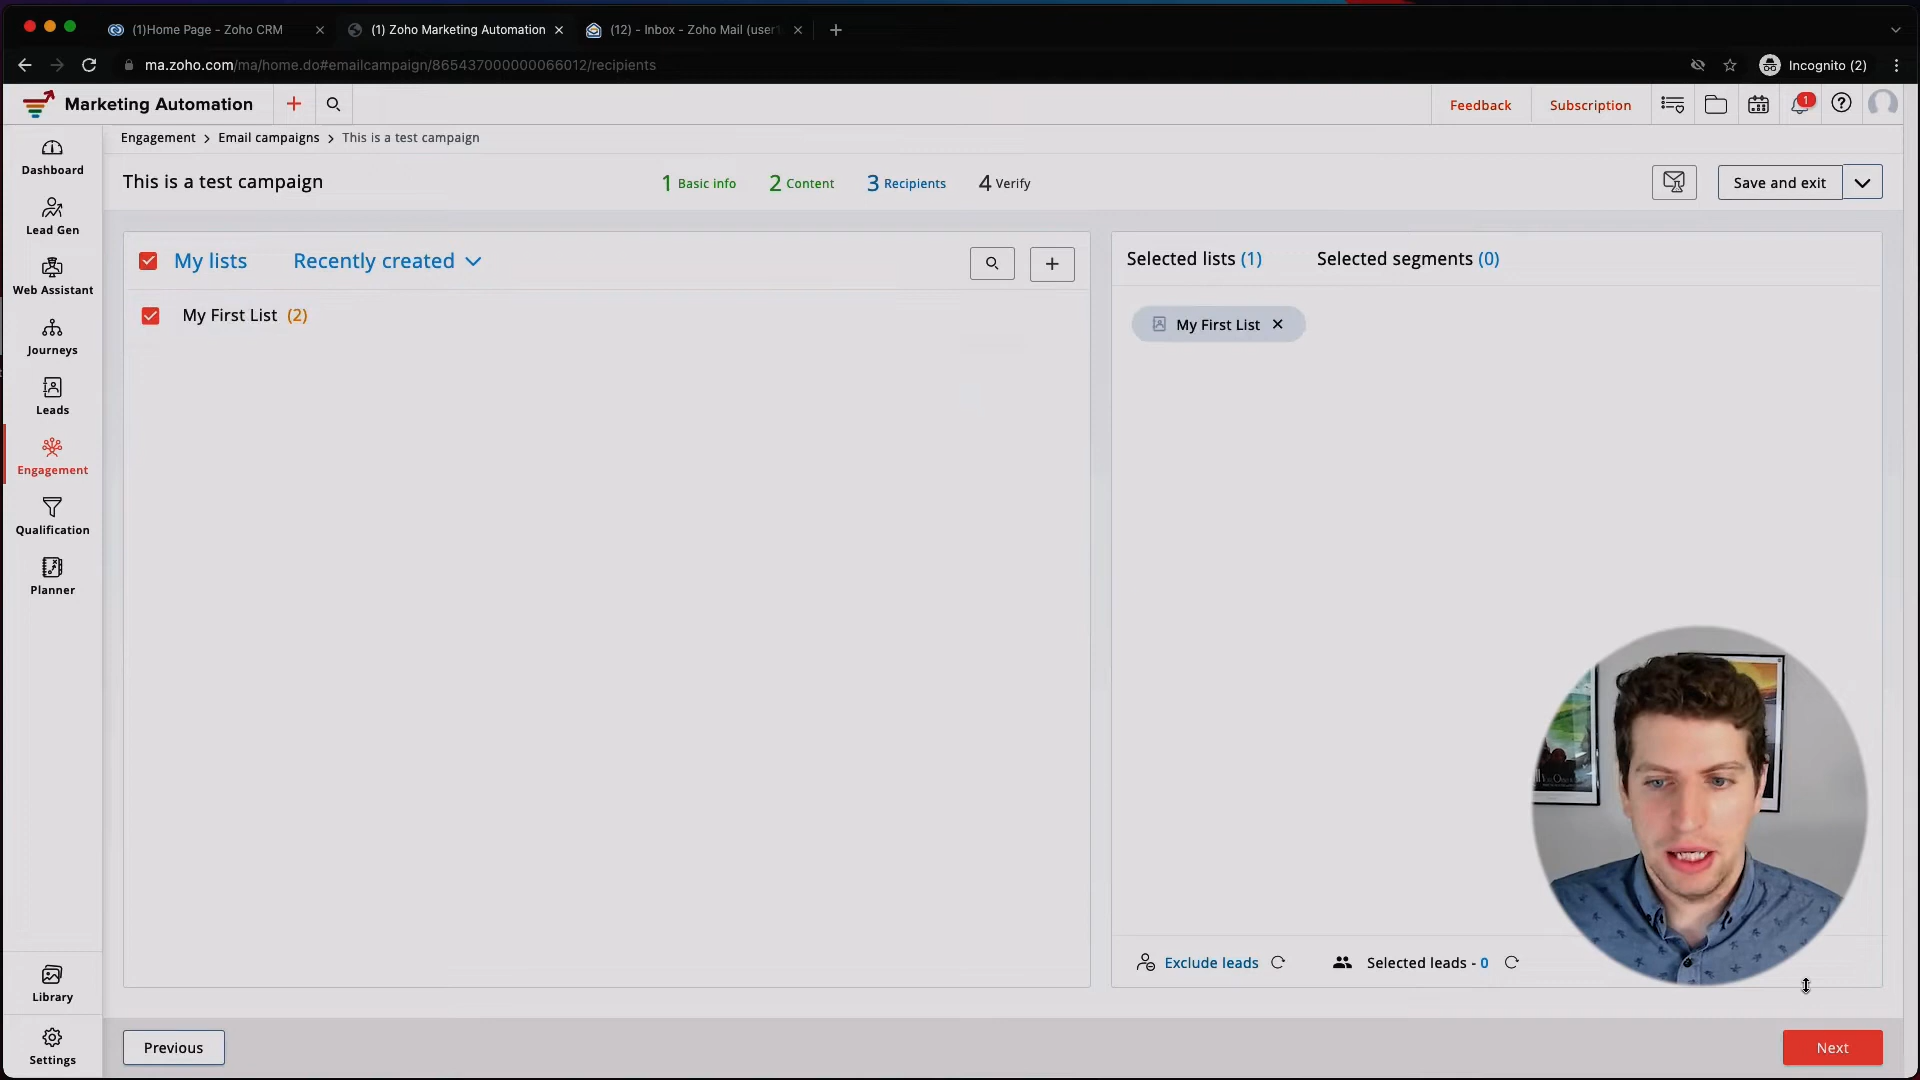 (1)Home Page - Zoho CRM
(1) Zoho Marketing Automation
(12) - Inbox - Zoho Mail (user1
ma.zoho.com/ma/home.do#emailcampaign/865437000000066012/recipients
Incognito (2)
Marketing Automation
Feedback
Subscription
1
Engagement > Email campaigns > This is a test campaign
This is a test campaign
1 Basic info
2 Content
3 Recipients
4 Verify
Save and exit
Dashboard
Lead Gen
Web Assistant
Journeys
Leads
Engagement
Qualification
Planner
Library
Settings
My lists
Recently created
My First List (2)
Selected lists (1)
Selected segments (0)
My First List
Exclude leads
Selected leads - 0
Previous
Next